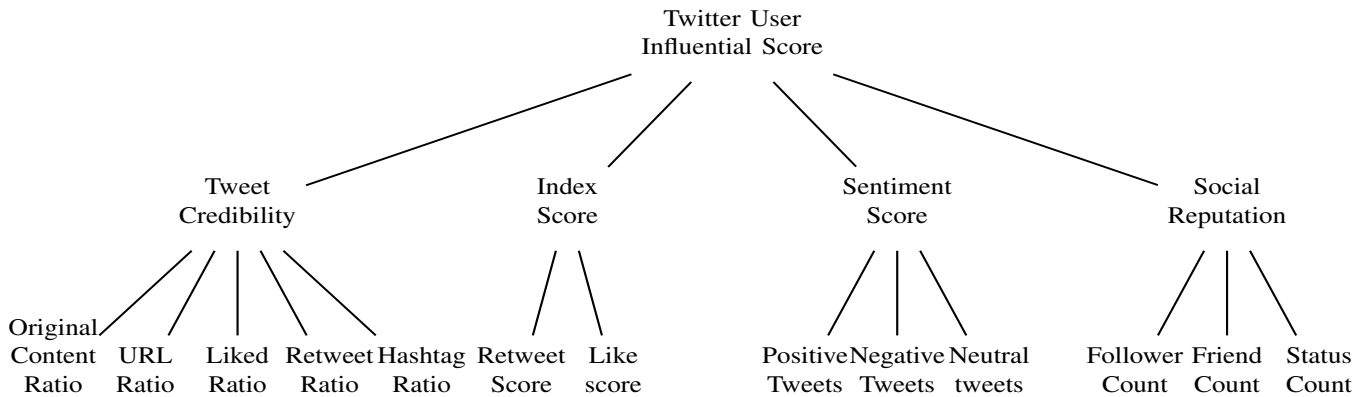 Twitter User
Influential Score
Tweet
Credibility
Index
Score
Sentiment
Score
Social
Reputation
Original
Content
Ratio
URL
Ratio
Liked
Ratio
Retweet
Ratio
Hashtag
Ratio
Retweet
Score
Like
score
Positive
Tweets
Negative
Tweets
Neutral
tweets
Follower
Count
Friend
Count
Status
Count